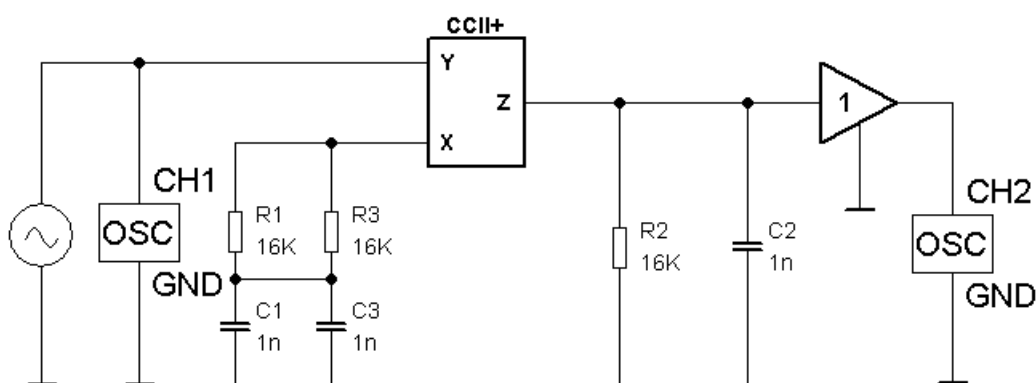 CCII+
Y
Z
X
1
CH1
OSC
GND
R1
16K
R3
16K
C1
1n
C3
1n
R2
16K
C2
1n
CH2
OSC
GND